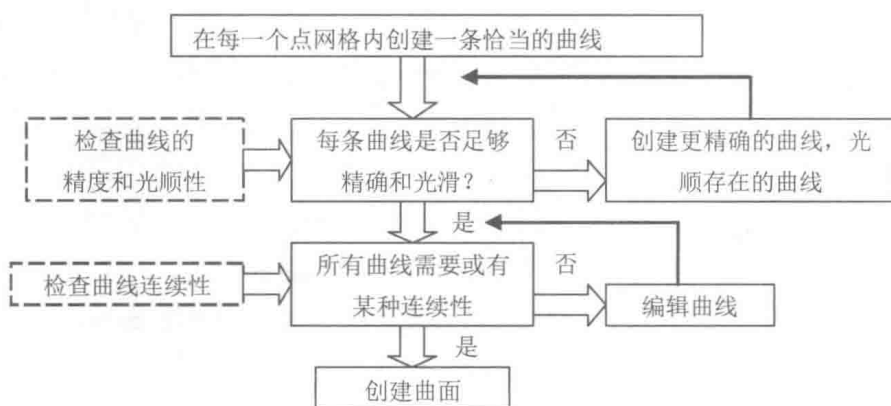 在每一个点网格内创建一条恰当的曲线
检查曲线的
精度和光顺性
每条曲线是否足够
精确和光滑？
否
创建更精确的曲线，光
顺存在的曲线
是
检查曲线连续性
所有曲线需要或有
某种连续性
否
编辑曲线
是
创建曲面